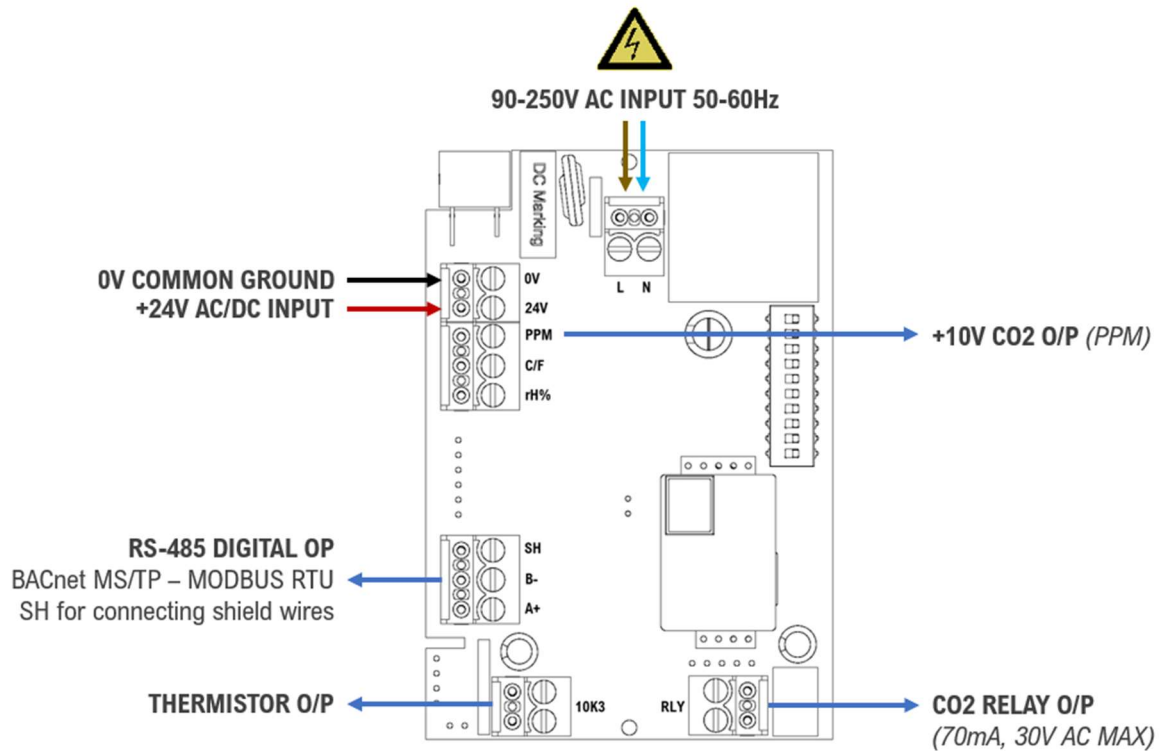 90-250V AC INPUT 50-60Hz
DC Marking
L N
0V COMMON GROUND
+24V AC/DC INPUT
0V
24V
PPM
C/F
rH%
+10V CO2 O/P (PPM)
RS-485 DIGITAL OP
BACnet MS/TP – MODBUS RTU
SH for connecting shield wires
SH
B-
A+
THERMISTOR O/P
10K3
RLY
CO2 RELAY O/P
(70mA, 30V AC MAX)